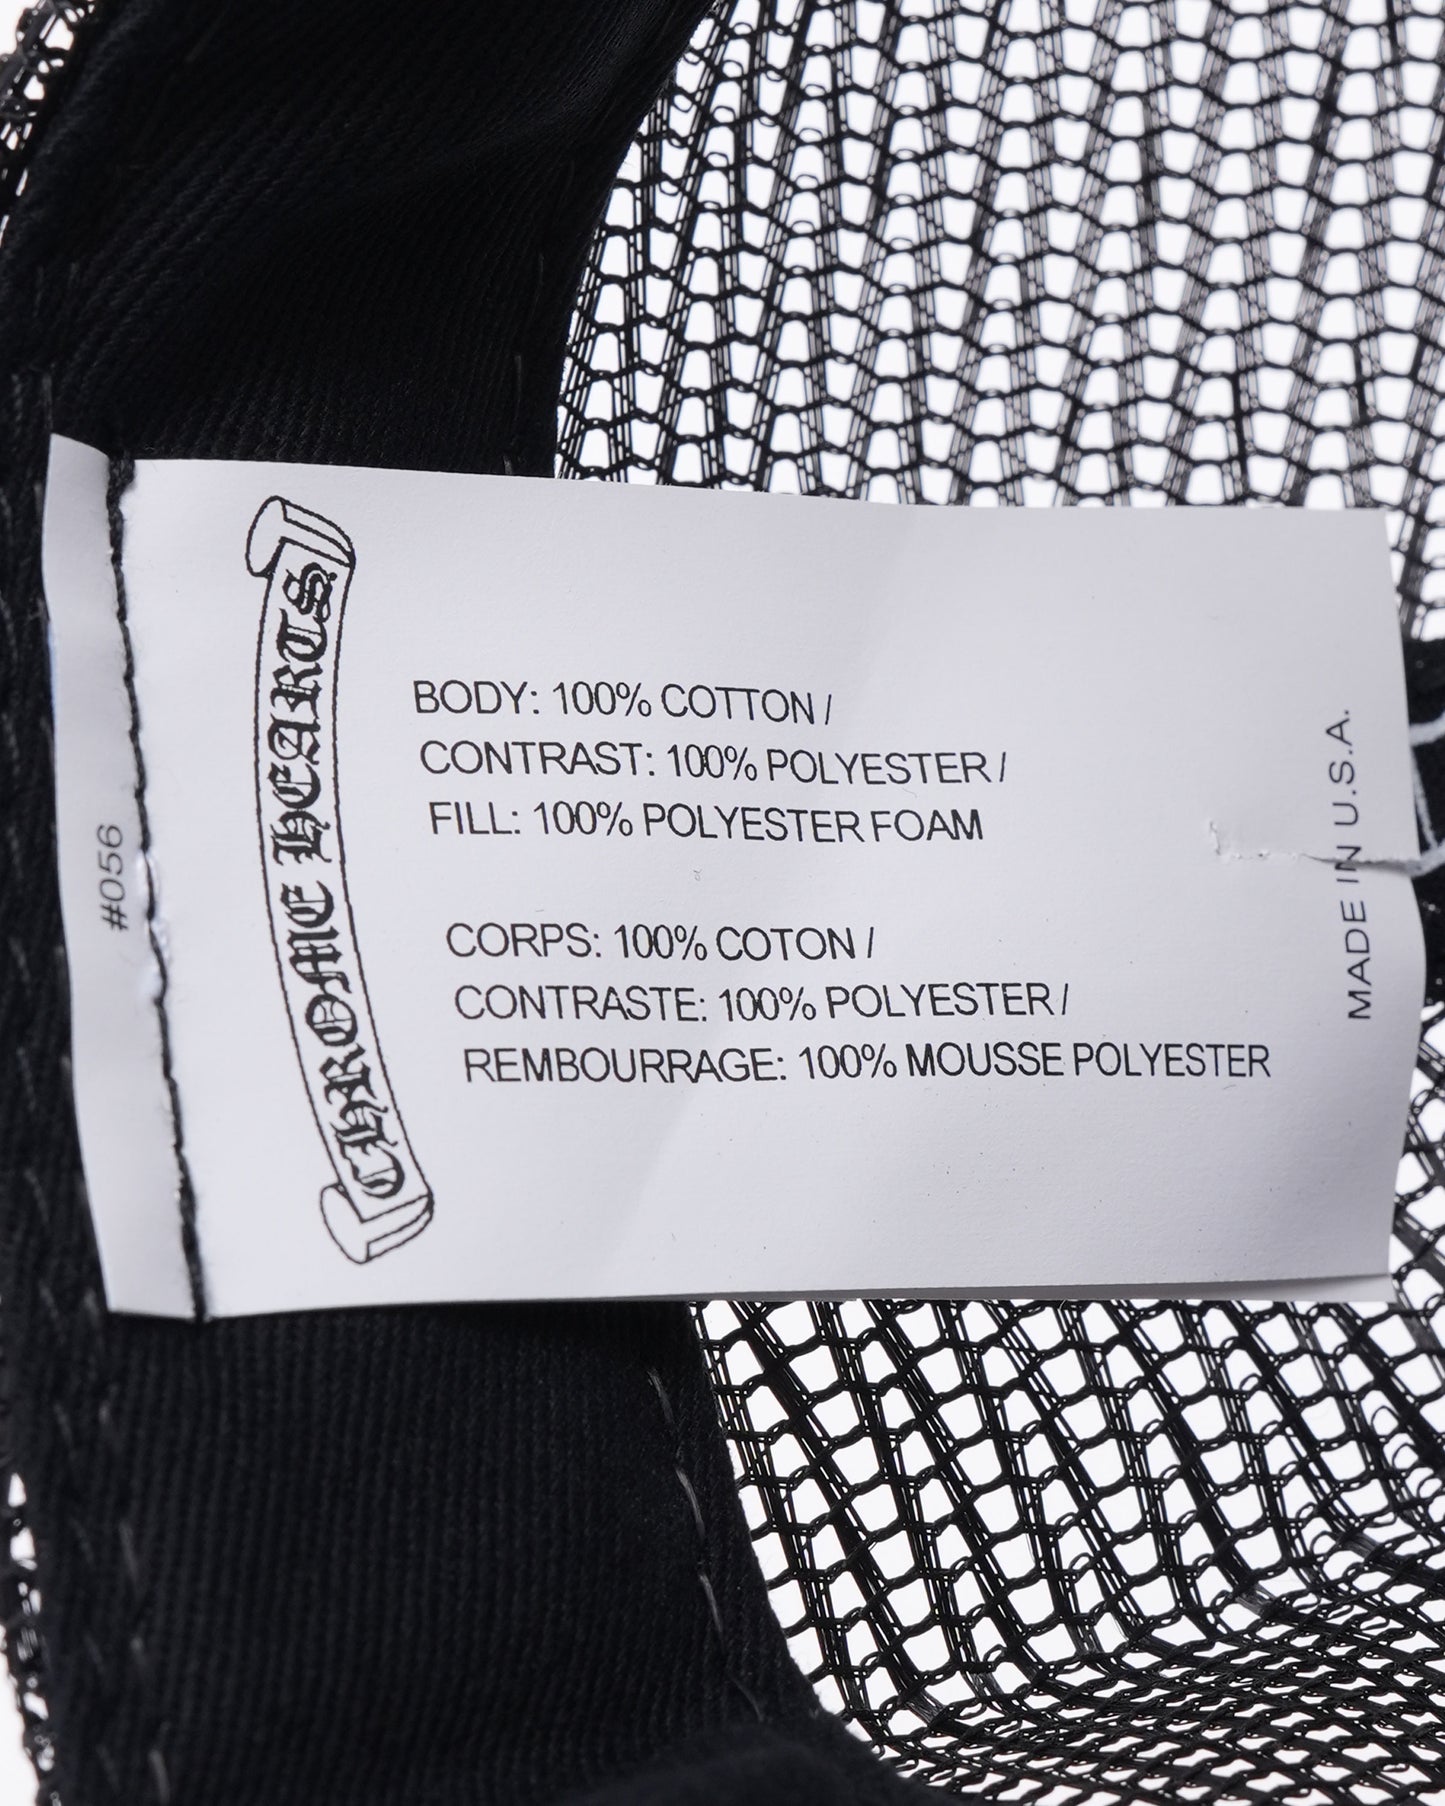 CHROME HEARTS
#056
BODY: 100% COTTON /
CONTRAST: 100% POLYESTER /
FILL: 100% POLYESTER FOAM
CORPS: 100% COTON /
CONTRASTE: 100% POLYESTER /
REMBOURRAGE: 100% MOUSSE POLYESTER
MADE IN U.S.A.